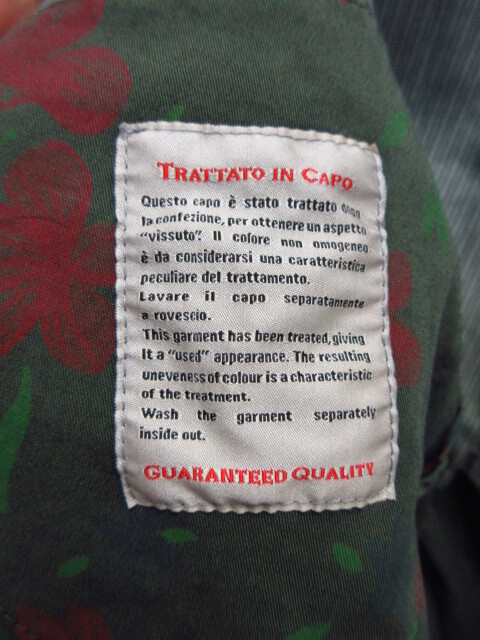 TRATTATO IN CAPO
Questo capo è stato trattato dopo
la confezione, per ottenere un aspetto
"vissuto". Il colore non omogeneo
è da considerarsi una caratteristica
peculiare del trattamento.
Lavare il capo separatamente
a rovescio.
This garment has been treated, giving
It a "used" appearance. The resulting
uneveness of colour is a characteristic
of the treatment.
Wash the garment separately
inside out.
GUARANTEED QUALITY